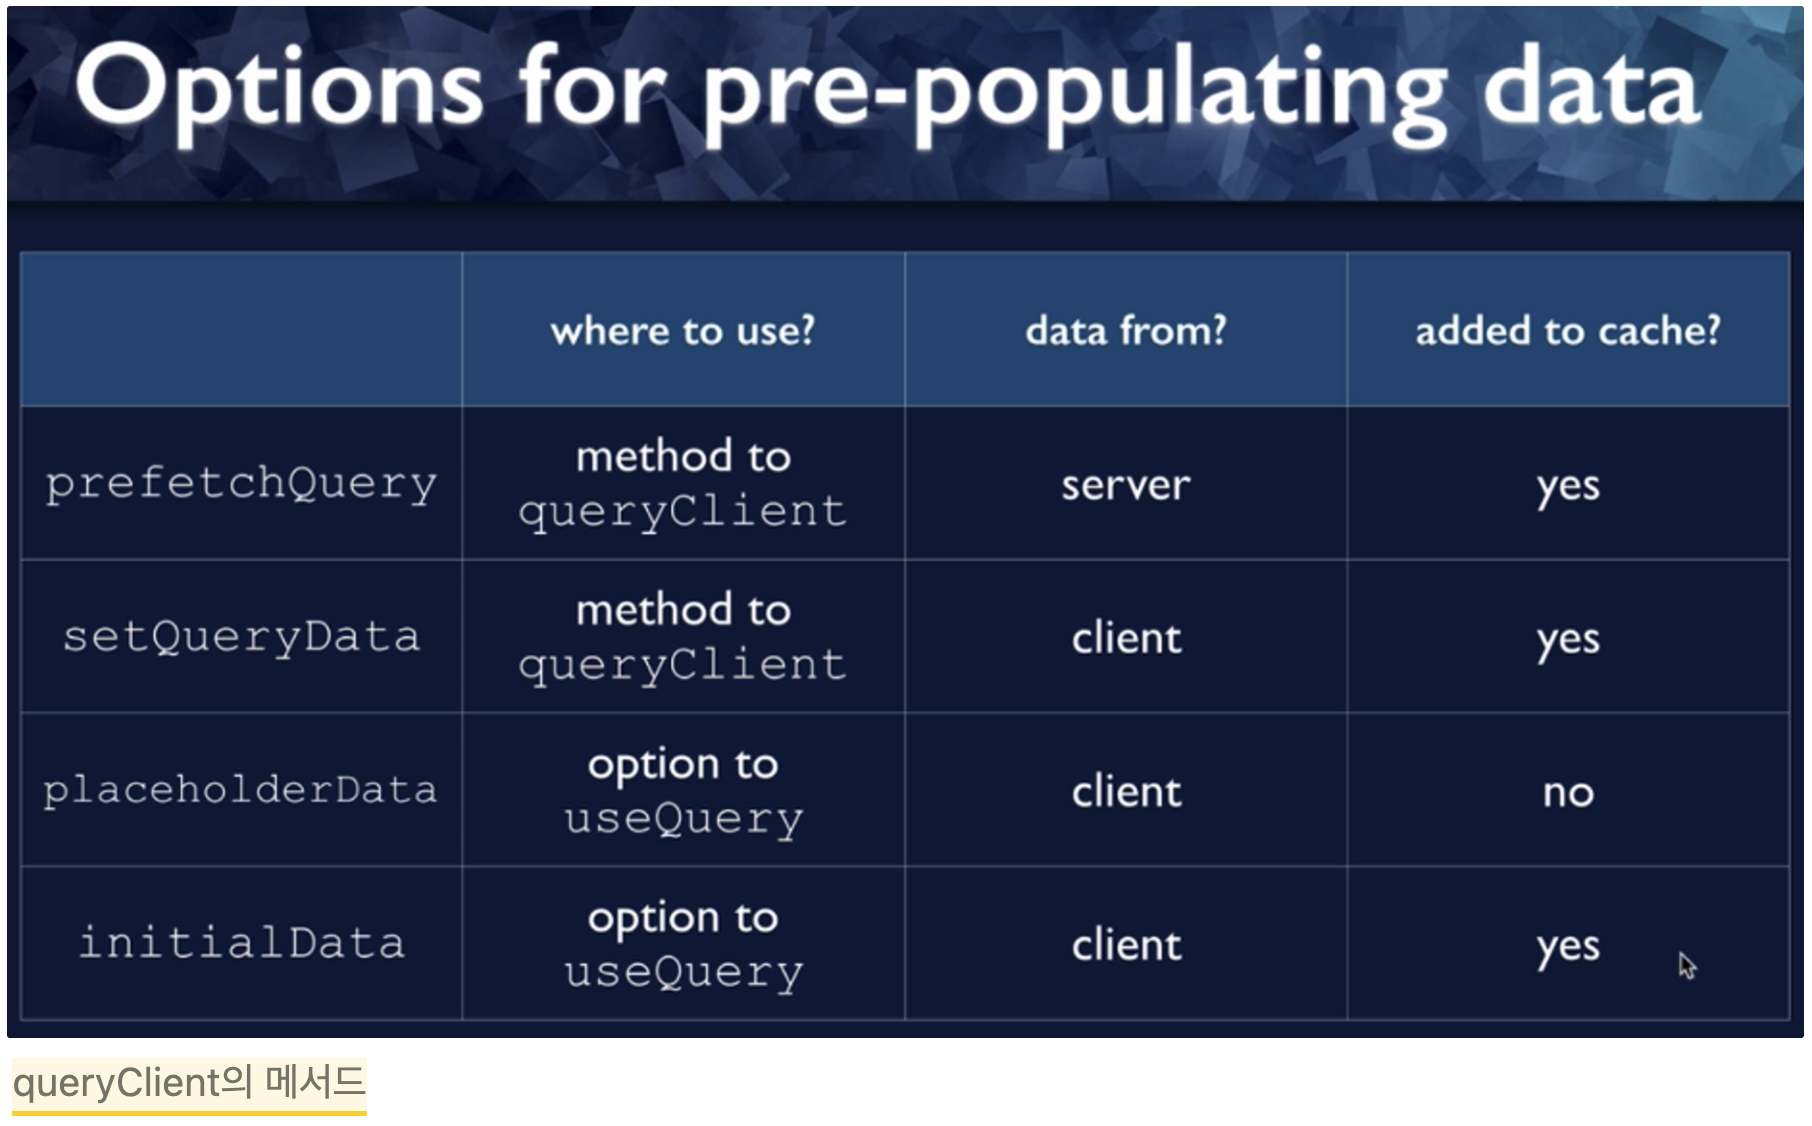 Options for pre-populating data
where to use? data from? added to cache?
prefetchQuery method to queryClient server yes
setQueryData method to queryClient client yes
placeholderData option to useQuery client no
initialData option to useQuery client yes
queryClient의 메서드